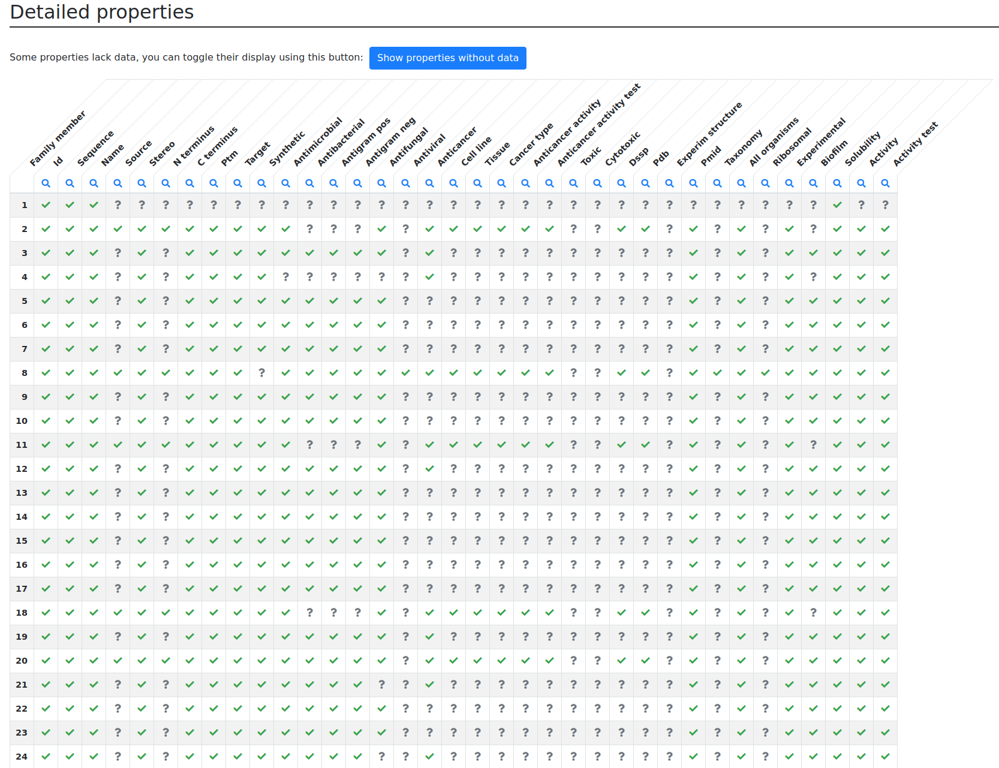 Detailed properties
Some properties lack data, you can toggle their display using this button: Show properties without data
Family member
Id
Sequence
Name
Source
Stereo
N terminus
C terminus
Ptm
Target
Synthetic
Antimicrobial
Antibacterial
Antigram pos
Antigram neg
Antifungal
Antiviral
Anticancer
Cell line
Tissue
Cancer type
Anticancer activity
Anticancer activity test
Toxic
Cytotoxic
Dssp
Pdb
Experim structure
Pmid
Taxonomy
All organisms
Ribosomal
Experimental
Biofilm
Solubility
Activity
Activity test
1 ✓ ✓ ✓ ? ? ? ? ? ? ? ? ? ? ? ? ? ? ? ? ? ? ? ? ? ? ? ? ? ? ? ? ? ? ✓ ? ?
2 ✓ ✓ ✓ ✓ ✓ ✓ ✓ ✓ ✓ ✓ ✓ ? ? ? ✓ ? ✓ ✓ ✓ ✓ ✓ ✓ ? ? ✓ ✓ ? ✓ ? ✓ ? ✓ ? ✓ ✓ ✓
3 ✓ ✓ ✓ ? ✓ ? ✓ ✓ ✓ ✓ ✓ ✓ ✓ ✓ ✓ ? ✓ ? ? ? ? ? ? ? ? ? ? ✓ ? ✓ ? ✓ ✓ ✓ ✓ ✓
4 ✓ ✓ ✓ ? ✓ ? ✓ ✓ ✓ ✓ ? ? ? ? ? ? ✓ ? ? ? ? ? ? ? ? ? ? ✓ ? ✓ ? ✓ ? ✓ ✓ ✓
5 ✓ ✓ ✓ ? ✓ ? ✓ ✓ ✓ ✓ ✓ ✓ ✓ ✓ ✓ ? ? ? ? ? ? ? ? ? ? ? ? ✓ ? ✓ ? ✓ ✓ ✓ ✓ ✓
6 ✓ ✓ ✓ ? ✓ ? ✓ ✓ ✓ ✓ ✓ ✓ ✓ ✓ ✓ ? ? ? ? ? ? ? ? ? ? ? ? ✓ ? ✓ ? ✓ ✓ ✓ ✓ ✓
7 ✓ ✓ ✓ ? ✓ ? ✓ ✓ ✓ ✓ ✓ ✓ ✓ ✓ ✓ ? ? ? ? ? ? ? ? ? ? ? ? ✓ ? ✓ ? ✓ ✓ ✓ ✓ ✓
8 ✓ ✓ ✓ ✓ ✓ ✓ ✓ ✓ ✓ ? ✓ ✓ ✓ ✓ ✓ ✓ ✓ ✓ ✓ ✓ ✓ ✓ ? ? ✓ ✓ ? ✓ ✓ ✓ ✓ ✓ ✓ ✓ ✓ ✓
9 ✓ ✓ ✓ ? ✓ ? ✓ ✓ ✓ ✓ ✓ ✓ ✓ ✓ ✓ ? ? ? ? ? ? ? ? ? ? ? ? ✓ ? ✓ ? ✓ ✓ ✓ ✓ ✓
10 ✓ ✓ ✓ ? ✓ ? ✓ ✓ ✓ ✓ ✓ ✓ ✓ ✓ ✓ ? ? ? ? ? ? ? ? ? ? ? ? ✓ ? ✓ ? ✓ ✓ ✓ ✓ ✓
11 ✓ ✓ ✓ ✓ ✓ ✓ ✓ ✓ ✓ ✓ ✓ ? ? ? ✓ ? ✓ ✓ ✓ ✓ ✓ ✓ ? ? ✓ ✓ ? ✓ ? ✓ ? ✓ ? ✓ ✓ ✓
12 ✓ ✓ ✓ ? ✓ ? ✓ ✓ ✓ ✓ ✓ ✓ ✓ ✓ ✓ ? ✓ ? ? ? ? ? ? ? ? ? ? ✓ ? ✓ ? ✓ ✓ ✓ ✓ ✓
13 ✓ ✓ ✓ ? ✓ ? ✓ ✓ ✓ ✓ ✓ ✓ ✓ ✓ ✓ ? ? ? ? ? ? ? ? ? ? ? ? ✓ ? ✓ ? ✓ ✓ ✓ ✓ ✓
14 ✓ ✓ ✓ ? ✓ ? ✓ ✓ ✓ ✓ ✓ ✓ ✓ ✓ ✓ ? ? ? ? ? ? ? ? ? ? ? ? ✓ ? ✓ ? ✓ ✓ ✓ ✓ ✓
15 ✓ ✓ ✓ ? ✓ ? ✓ ✓ ✓ ✓ ✓ ✓ ✓ ✓ ✓ ? ? ? ? ? ? ? ? ? ? ? ? ✓ ? ✓ ? ✓ ✓ ✓ ✓ ✓
16 ✓ ✓ ✓ ? ✓ ? ✓ ✓ ✓ ✓ ✓ ✓ ✓ ✓ ✓ ? ? ? ? ? ? ? ? ? ? ? ? ✓ ? ✓ ? ✓ ✓ ✓ ✓ ✓
17 ✓ ✓ ✓ ? ✓ ? ✓ ✓ ✓ ✓ ✓ ✓ ✓ ✓ ✓ ? ? ? ? ? ? ? ? ? ? ? ? ✓ ? ✓ ? ✓ ✓ ✓ ✓ ✓
18 ✓ ✓ ✓ ✓ ✓ ✓ ✓ ✓ ✓ ✓ ✓ ? ? ? ✓ ? ✓ ✓ ✓ ✓ ✓ ✓ ? ? ✓ ✓ ? ✓ ? ✓ ? ✓ ? ✓ ✓ ✓
19 ✓ ✓ ✓ ? ✓ ? ✓ ✓ ✓ ✓ ✓ ✓ ✓ ✓ ✓ ? ✓ ? ? ? ? ? ? ? ? ? ? ✓ ? ✓ ? ✓ ✓ ✓ ✓ ✓
20 ✓ ✓ ✓ ✓ ✓ ✓ ✓ ✓ ✓ ✓ ✓ ✓ ✓ ✓ ✓ ? ✓ ✓ ✓ ✓ ✓ ✓ ? ? ✓ ✓ ? ✓ ? ✓ ? ✓ ✓ ✓ ✓ ✓
21 ✓ ✓ ✓ ? ✓ ? ✓ ✓ ✓ ✓ ✓ ✓ ✓ ✓ ? ? ✓ ? ? ? ? ? ? ? ? ? ? ✓ ? ✓ ? ✓ ✓ ✓ ✓ ✓
22 ✓ ✓ ✓ ? ✓ ? ✓ ✓ ✓ ✓ ✓ ✓ ✓ ✓ ✓ ? ? ? ? ? ? ? ? ? ? ? ? ✓ ? ✓ ? ✓ ✓ ✓ ✓ ✓
23 ✓ ✓ ✓ ? ✓ ? ✓ ✓ ✓ ✓ ✓ ✓ ✓ ✓ ✓ ? ? ? ? ? ? ? ? ? ? ? ? ✓ ? ✓ ? ✓ ✓ ✓ ✓ ✓
24 ✓ ✓ ✓ ? ✓ ? ✓ ✓ ✓ ✓ ✓ ✓ ✓ ✓ ? ? ✓ ? ? ? ? ? ? ? ? ? ? ✓ ? ✓ ? ✓ ✓ ✓ ✓ ✓